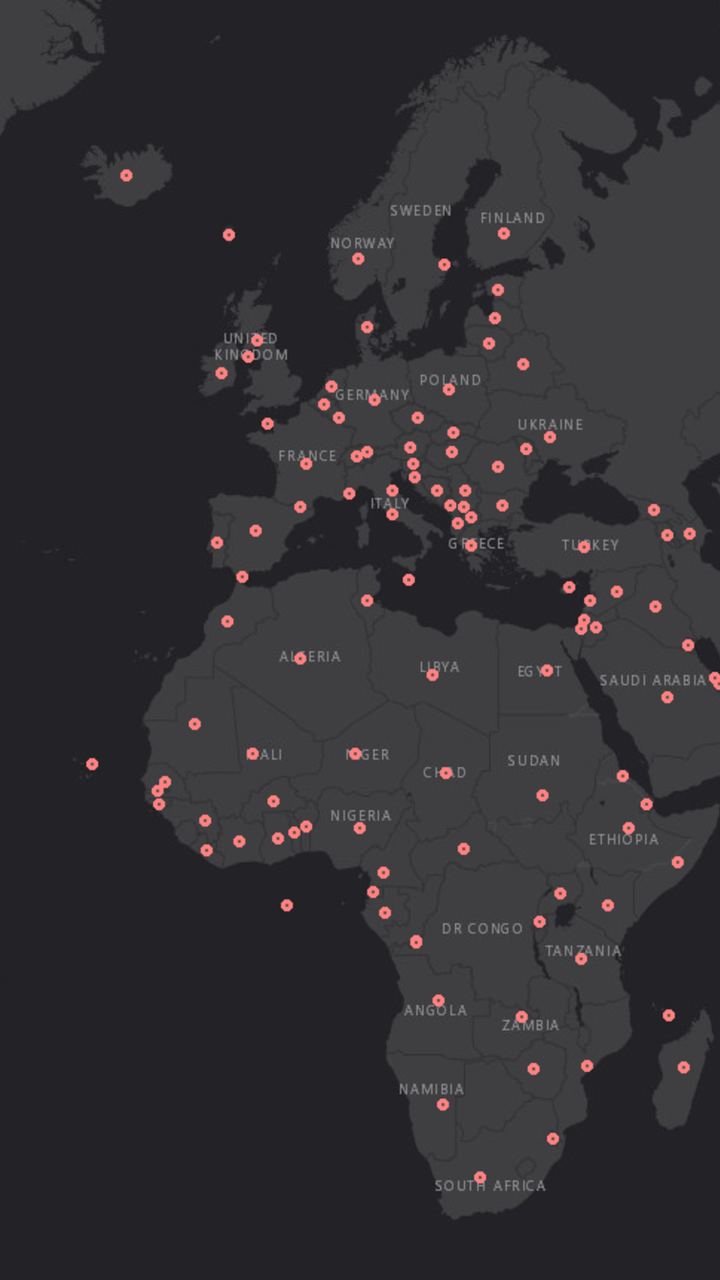 SWEDEN
FINLAND
NORWAY
UNITED
KINGDOM
POLAND
GERMANY
UKRAINE
FRANCE
ITALY
GREECE
TURKEY
ALGERIA
LIBYA
EGYPT
SAUDI ARABIA
MALI
NIGER
SUDAN
CHAD
NIGERIA
ETHIOPIA
DR CONGO
TANZANIA
ANGOLA
ZAMBIA
NAMIBIA
SOUTH AFRICA